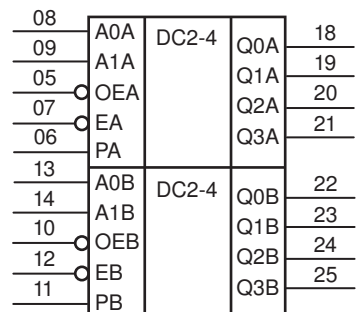 08 A0A DC2-4 Q0A 18
09 A1A Q1A 19
05 OEA Q2A 20
07 EA Q3A 21
06 PA
13 A0B DC2-4 Q0B 22
14 A1B Q1B 23
10 OEB Q2B 24
12 EB Q3B 25
11 PB